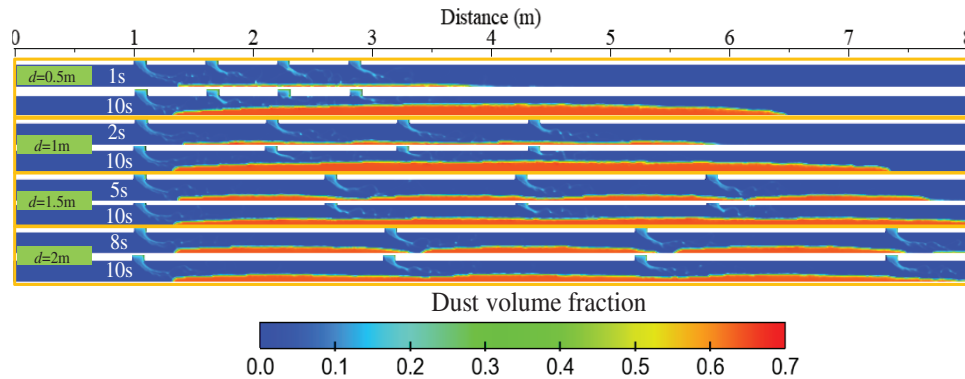 Distance (m)
0 1 2 3 4 5 6 7 8
d=0.5m
1s
10s
d=1m
2s
10s
d=1.5m
5s
10s
d=2m
8s
10s
Dust volume fraction
0.0 0.1 0.2 0.3 0.4 0.5 0.6 0.7